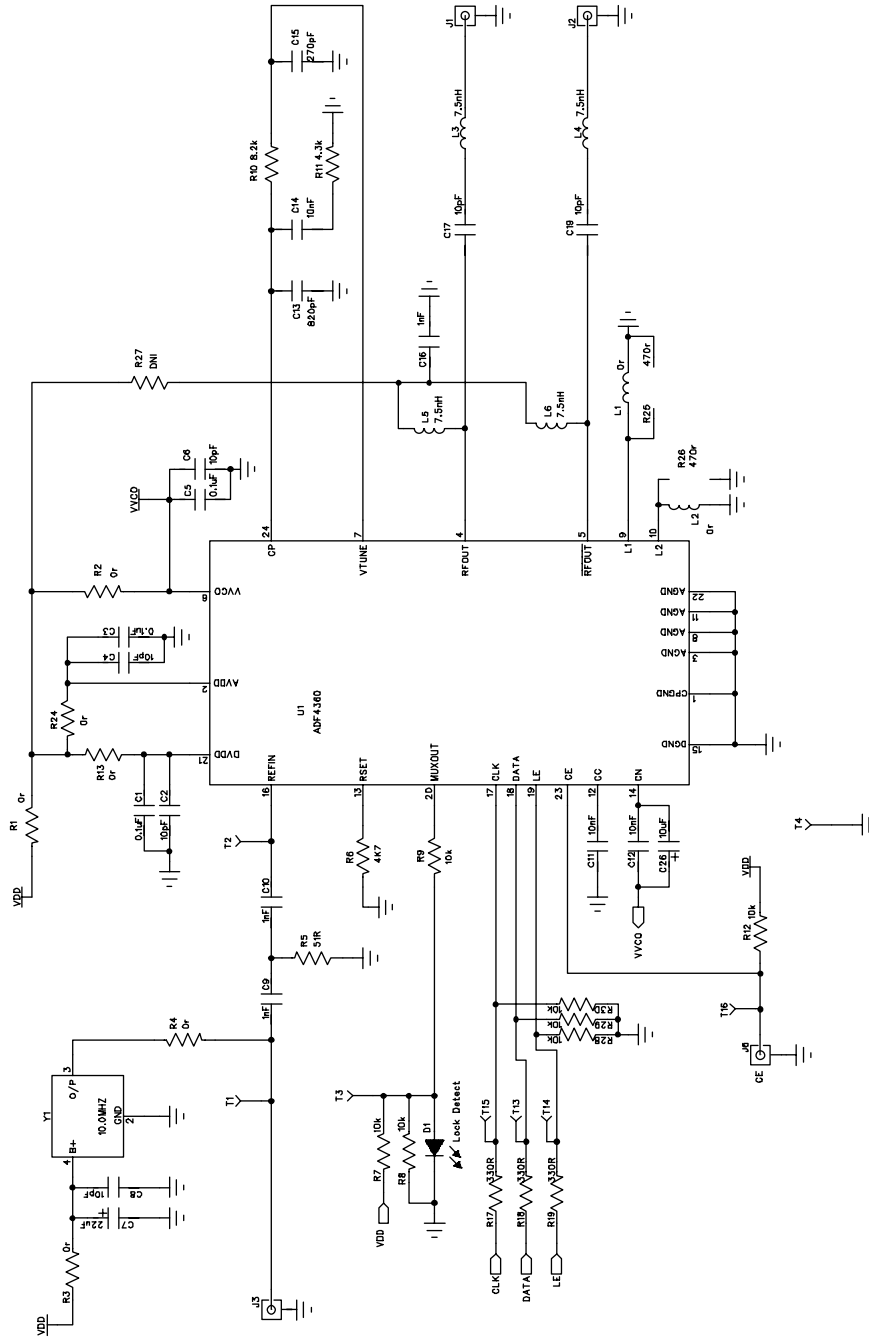 VDD
R3
0r
22uF
C7
10pF
C8
4
B+
Y1
10.0MHZ
GND
2
O/P
3
R4
0r
J3
T1
C9
1nF
R5
51R
C10
1nF
T2
VDD
R1
0r
0.1uF
C1
10pF
C2
R13
0r
R24
0r
10pF
C4
0.1uF
C3
R2
0r
VVCO
C5
0.1uF
C6
10pF
R27
DNI
21
DVDD
2
AVDD
6
VVCO
U1
ADF4360
16
REFIN
13
RSET
20
MUXOUT
17
CLK
18
DATA
19
LE
23
CE
12
CC
14
CN
CP
24
VTUNE
7
RFOUT
4
RFOUT
5
L1
9
L2
10
15
DGND
1
CPGND
3
AGND
8
AGND
11
AGND
22
AGND
R6
4K7
R9
10k
T3
VDD
R7
10k
R8
10k
D1
Lock Detect
CLK
R17
330R
T15
DATA
R18
330R
T13
LE
R19
330R
T14
10k
R30
10k
R29
10k
R28
C11
10nF
C12
10nF
C26
10uF
VVCO
CE
J6
T16
R12
10k
VDD
T4
C13
820pF
C14
10nF
R10 8.2k
R11 4.3k
C15
270pF
C16
1nF
L5
7.5nH
L6
7.5nH
C17
10pF
L3
7.5nH
J1
C19
10pF
L4
7.5nH
J2
L1
0r
R25
470r
L2
0r
R26
470r